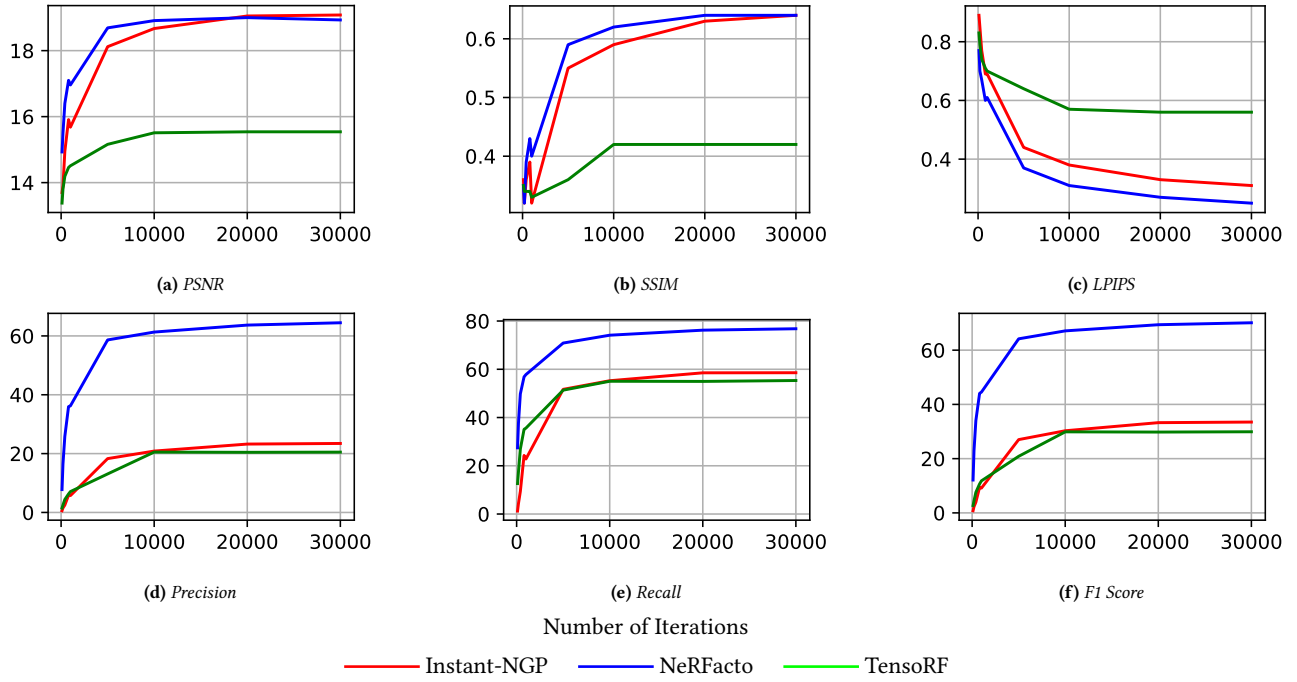 18
16
14
0 10000 20000 30000
(a) PSNR
0.6
0.5
0.4
0 10000 20000 30000
(b) SSIM
0.8
0.6
0.4
0 10000 20000 30000
(c) LPIPS
60
40
20
0
0 10000 20000 30000
(d) Precision
80
60
40
20
0
0 10000 20000 30000
(e) Recall
60
40
20
0
0 10000 20000 30000
(f) F1 Score
Number of Iterations
Instant-NGP NeRFacto TensoRF